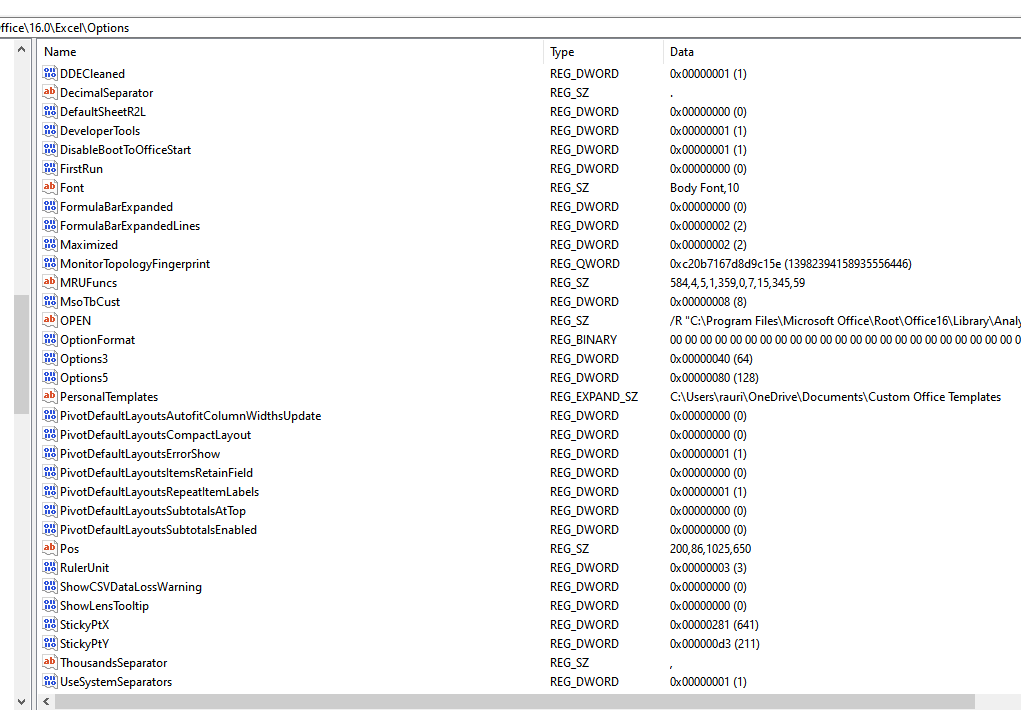 ffice\16.0\Excel\Options
Name Type Data
DDECleaned REG_DWORD 0x00000001 (1)
DecimalSeparator REG_SZ .
DefaultSheetR2L REG_DWORD 0x00000000 (0)
DeveloperTools REG_DWORD 0x00000001 (1)
DisableBootToOfficeStart REG_DWORD 0x00000001 (1)
FirstRun REG_DWORD 0x00000000 (0)
Font REG_SZ Body Font,10
FormulaBarExpanded REG_DWORD 0x00000000 (0)
FormulaBarExpandedLines REG_DWORD 0x00000002 (2)
Maximized REG_DWORD 0x00000002 (2)
MonitorTopologyFingerprint REG_QWORD 0xc20b7167d8d9c15e (13982394158935556446)
MRUFuncs REG_SZ 584,4,5,1,359,0,7,15,345,59
MsoTbCust REG_DWORD 0x00000008 (8)
OPEN REG_SZ /R "C:\Program Files\Microsoft Office\Root\Office16\Library\Analy
OptionFormat REG_BINARY 00 00 00 00 00 00 00 00 00 00 00 00 00 00 00 00 00 00 00 00 00 00 00 0
Options3 REG_DWORD 0x00000040 (64)
Options5 REG_DWORD 0x00000080 (128)
PersonalTemplates REG_EXPAND_SZ C:\Users\rauri\OneDrive\Documents\Custom Office Templates
PivotDefaultLayoutsAutofitColumnWidthsUpdate REG_DWORD 0x00000000 (0)
PivotDefaultLayoutsCompactLayout REG_DWORD 0x00000000 (0)
PivotDefaultLayoutsErrorShow REG_DWORD 0x00000001 (1)
PivotDefaultLayoutsItemsRetainField REG_DWORD 0x00000000 (0)
PivotDefaultLayoutsRepeatItemLabels REG_DWORD 0x00000001 (1)
PivotDefaultLayoutsSubtotalsAtTop REG_DWORD 0x00000000 (0)
PivotDefaultLayoutsSubtotalsEnabled REG_DWORD 0x00000000 (0)
Pos REG_SZ 200,86,1025,650
RulerUnit REG_DWORD 0x00000003 (3)
ShowCSVDataLossWarning REG_DWORD 0x00000000 (0)
ShowLensTooltip REG_DWORD 0x00000000 (0)
StickyPtX REG_DWORD 0x00000281 (641)
StickyPtY REG_DWORD 0x000000d3 (211)
ThousandsSeparator REG_SZ ,
UseSystemSeparators REG_DWORD 0x00000001 (1)